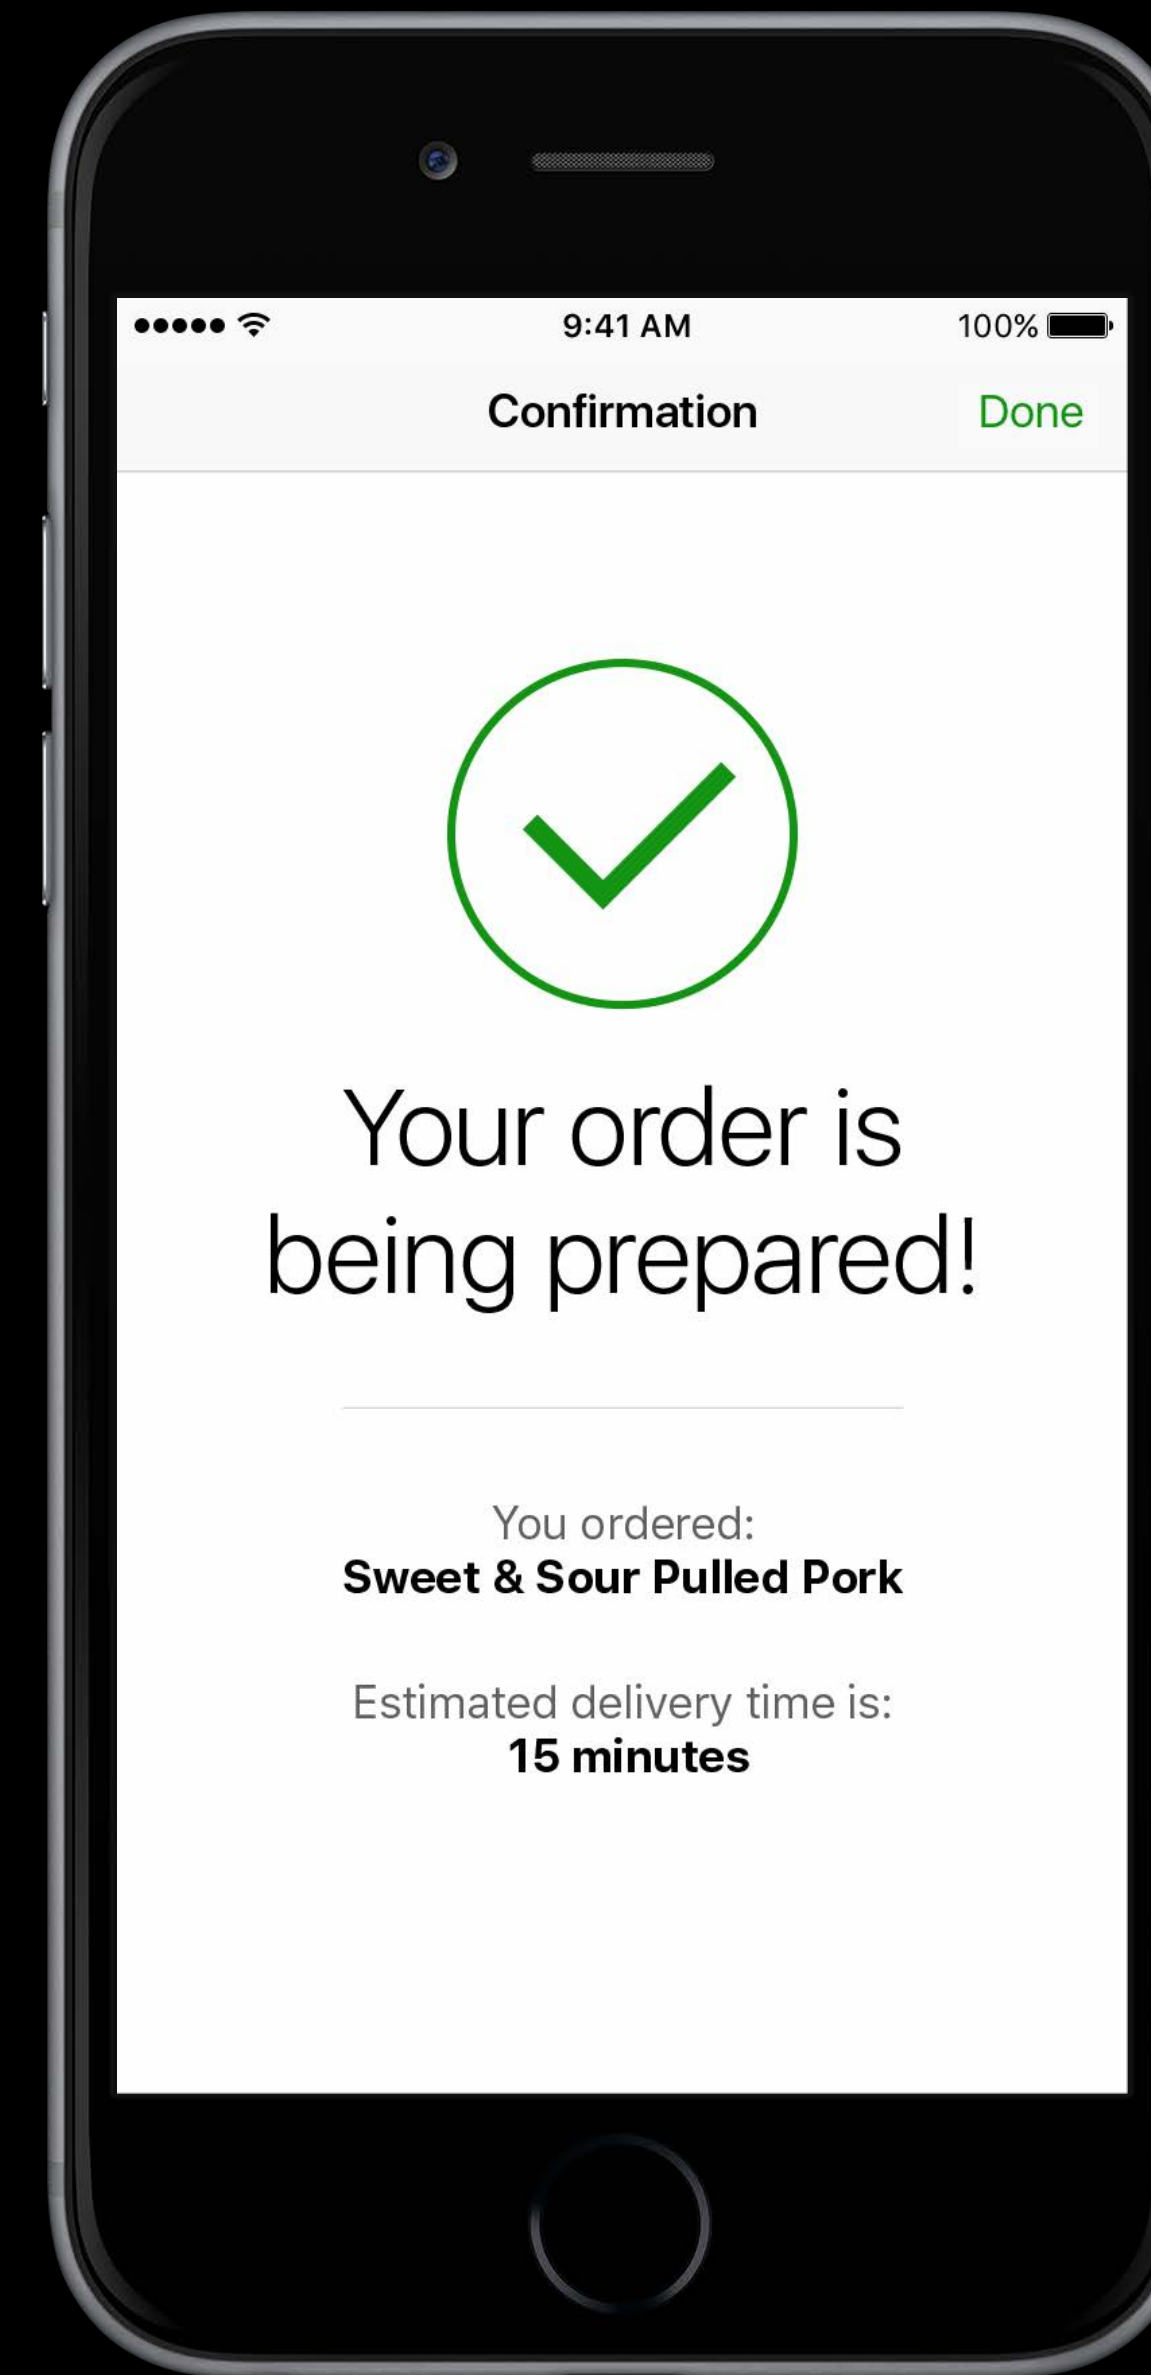 9:41 AM
100%
Confirmation
Done
Your order is
being prepared!
You ordered:
Sweet & Sour Pulled Pork
Estimated delivery time is:
15 minutes